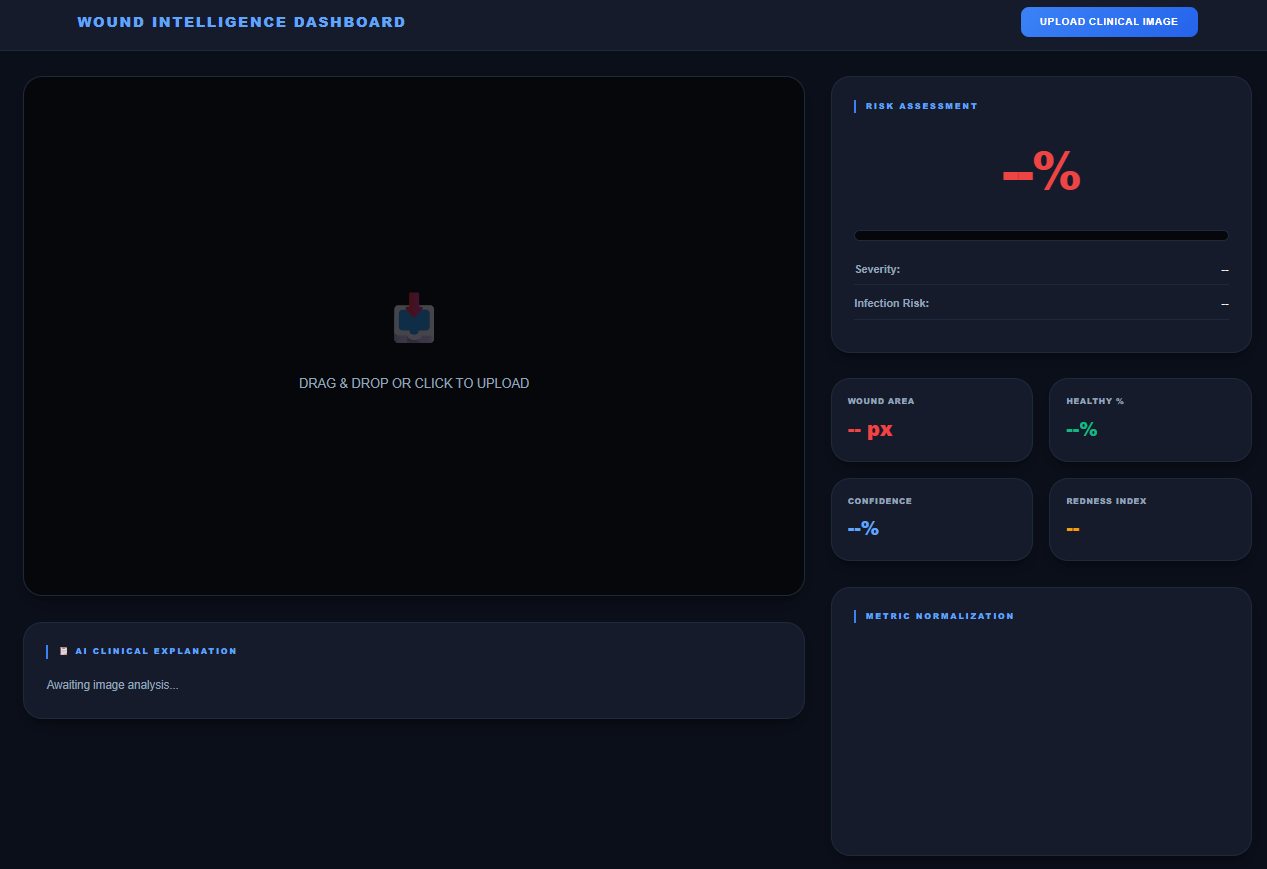 WOUND INTELLIGENCE DASHBOARD
UPLOAD CLINICAL IMAGE
DRAG & DROP OR CLICK TO UPLOAD
AI CLINICAL EXPLANATION
Awaiting image analysis...
RISK ASSESSMENT
--%
Severity: --
Infection Risk: --
WOUND AREA
-- px
HEALTHY %
--%
CONFIDENCE
--%
REDNESS INDEX
--
METRIC NORMALIZATION